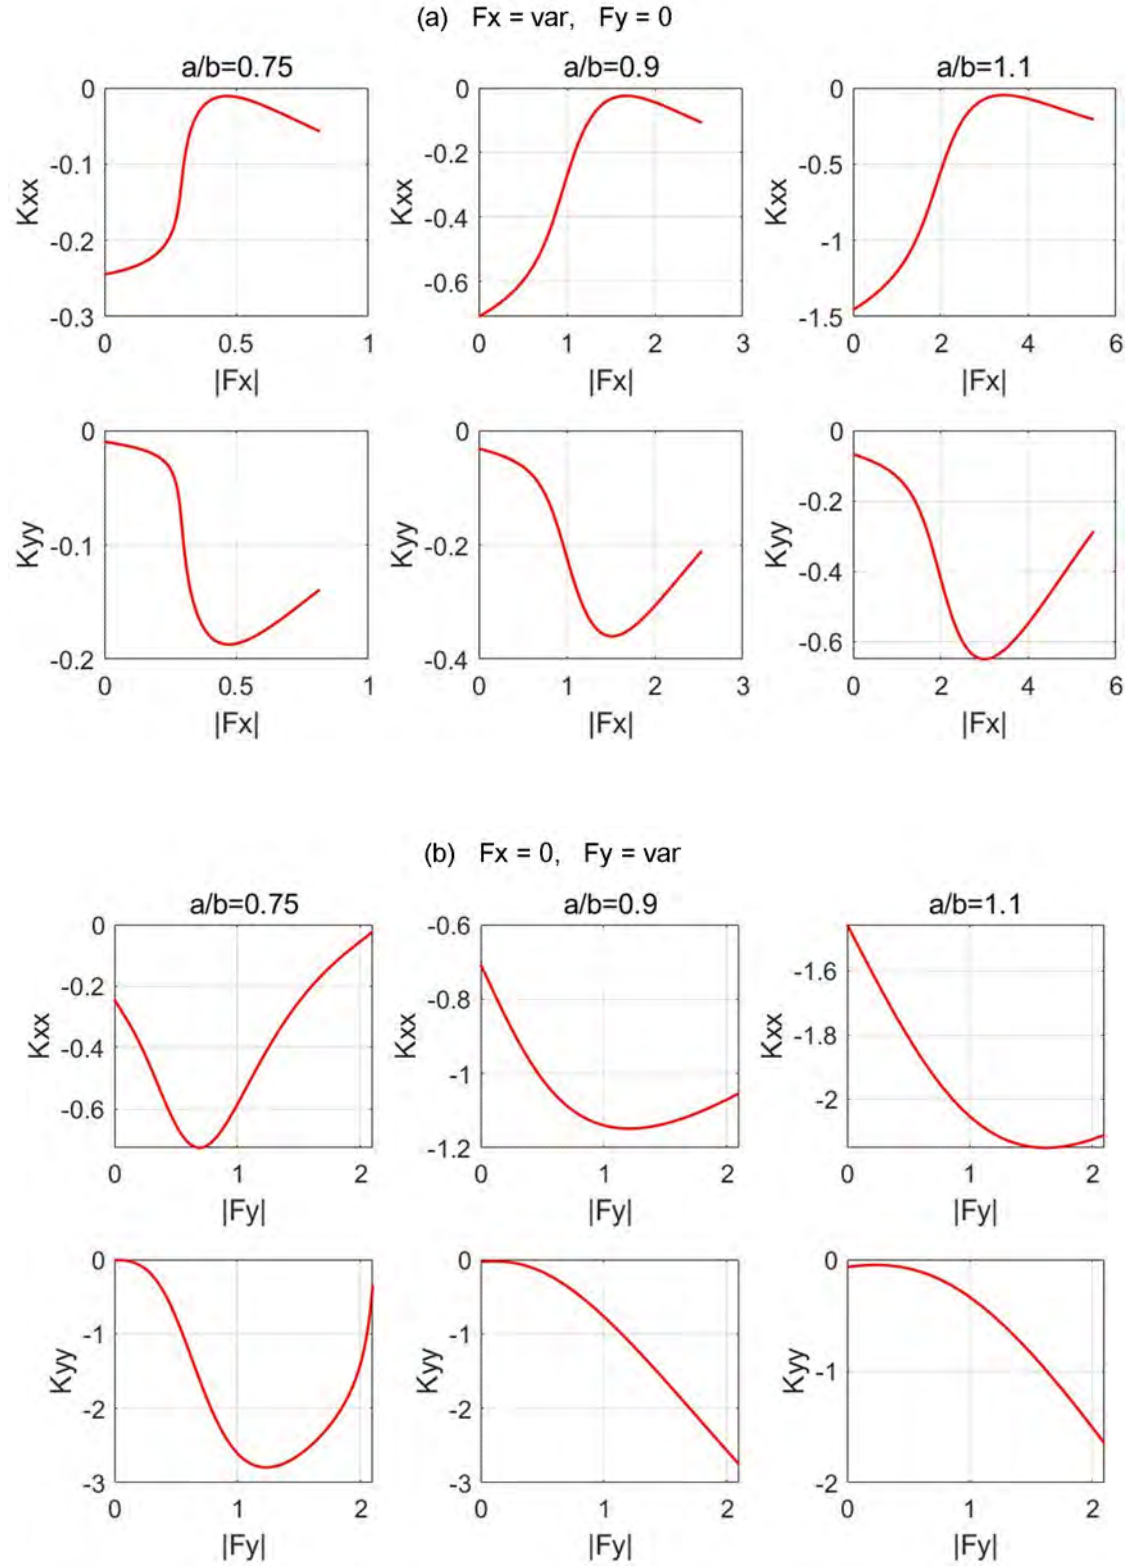 (a) Fx = var, Fy = 0
a/b=0.75 a/b=0.9 a/b=1.1
0 0 0
-0.1 -0.2 -0.5
Kxx Kxx Kxx
-0.2 -0.4 -1
-0.3 -0.6 -1.5
0 0.5 1 0 1 2 3 0 2 4 6
|Fx| |Fx| |Fx|
0 0 0
-0.1 -0.2 -0.2
Kyy Kyy Kyy
-0.2 -0.4 -0.4
-0.6
0 0.5 1 0 1 2 3 0 2 4 6
|Fx| |Fx| |Fx|
(b) Fx = 0, Fy = var
a/b=0.75 a/b=0.9 a/b=1.1
0 -0.6
-0.2 -0.8 -1.6
Kxx Kxx Kxx
-0.4 -1 -1.8
-0.6 -1.2 -2
0 1 2 0 1 2 0 1 2
|Fy| |Fy| |Fy|
0 0 0
-1 -1 -1
Kyy Kyy Kyy
-2 -2 -2
-3 -3
0 1 2 0 1 2 0 1 2
|Fy| |Fy| |Fy|